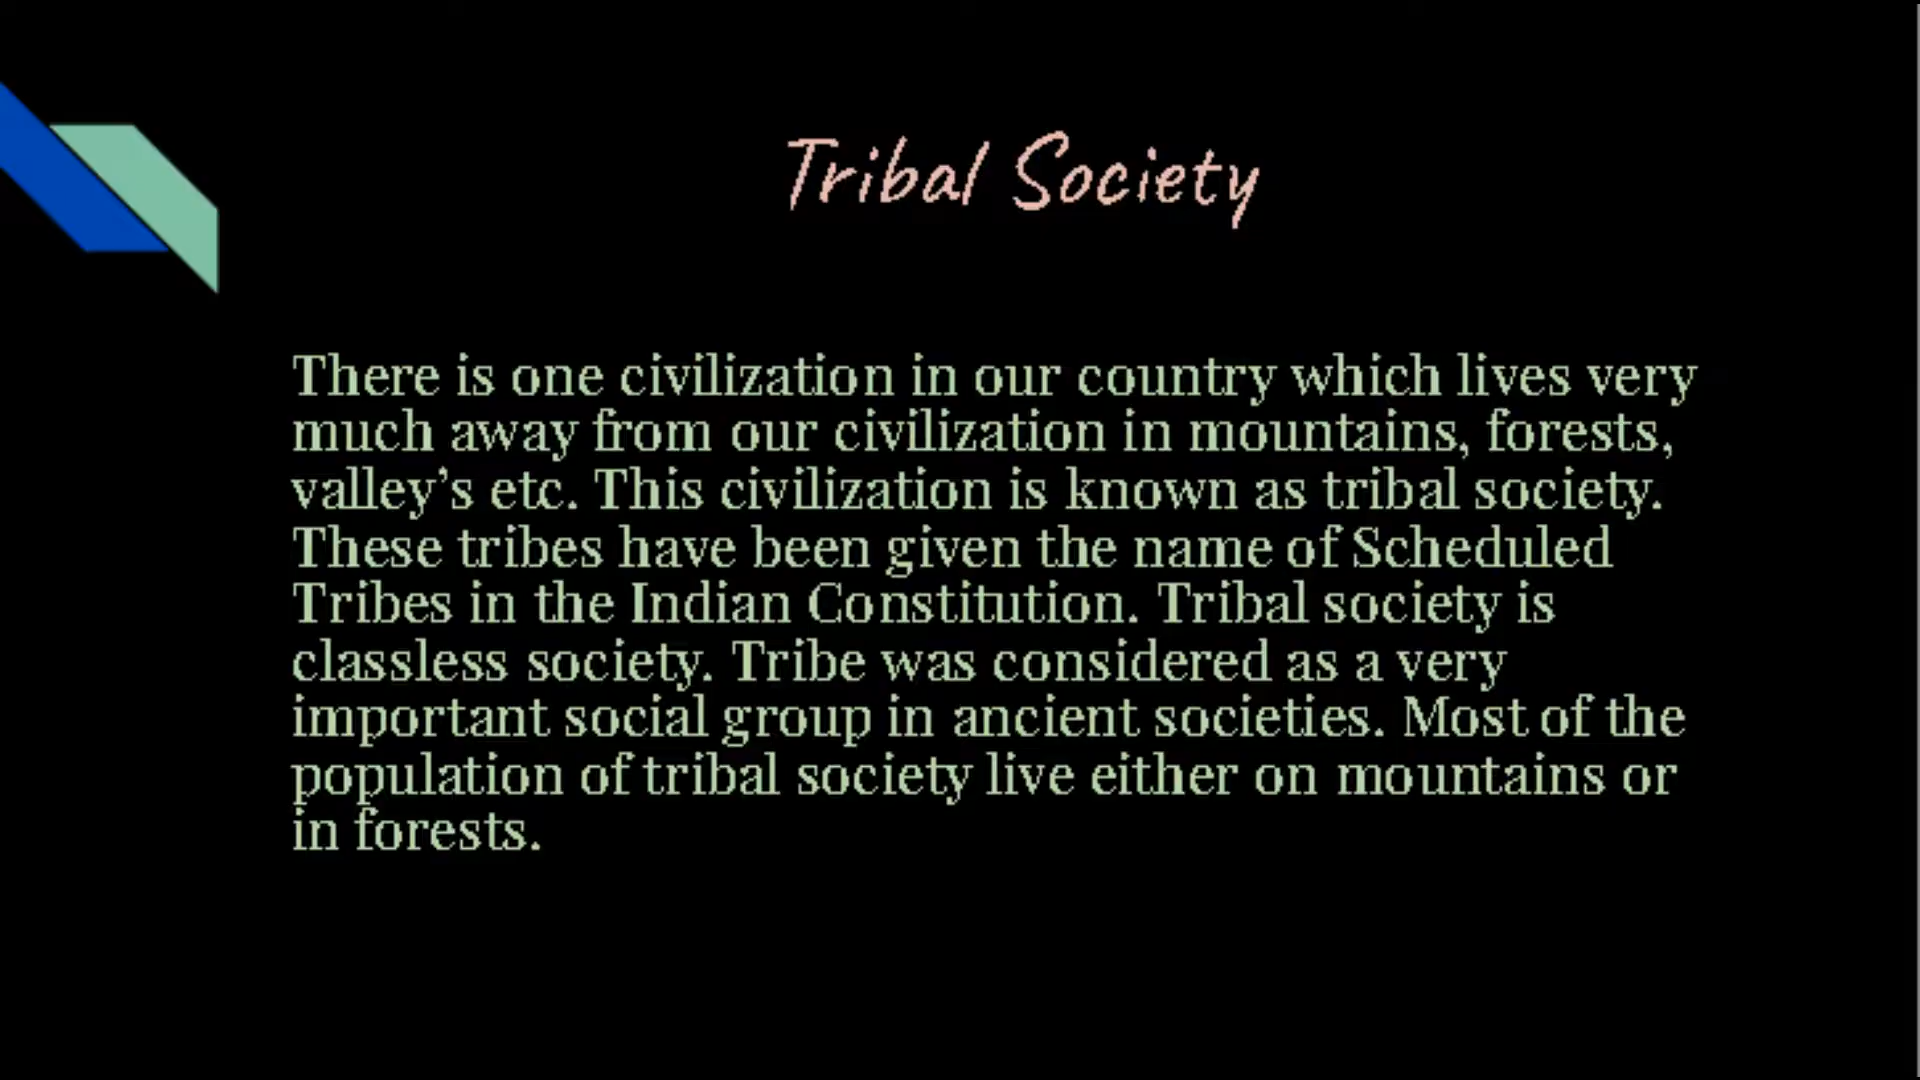 Tribal Society
There is one civilization in our country which lives very
much away from our civilization in mountains, forests,
valley’s etc. This civilization is known as tribal society.
These tribes have been given the name of Scheduled
Tribes in the Indian Constitution. Tribal society is
classless society. Tribe was considered as a very
important social group in ancient societies. Most of the
population of tribal society live either on mountains or
in forests.